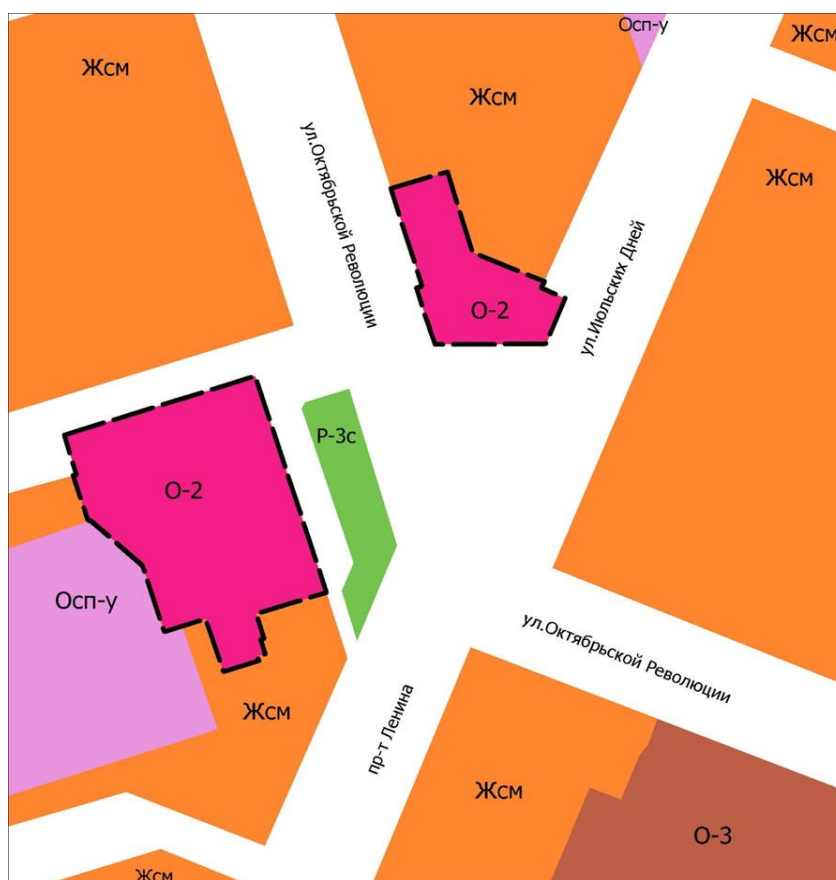 Осп-у
Жсм
Жсм
Жсм
Жсм
ул.Октябрьской Революции
ул.Июльских Дней
О-2
Р-3с
О-2
Осп-у
ул.Октябрьской Революции
Жсм
пр-т Ленина
Жсм
О-3
Жсм